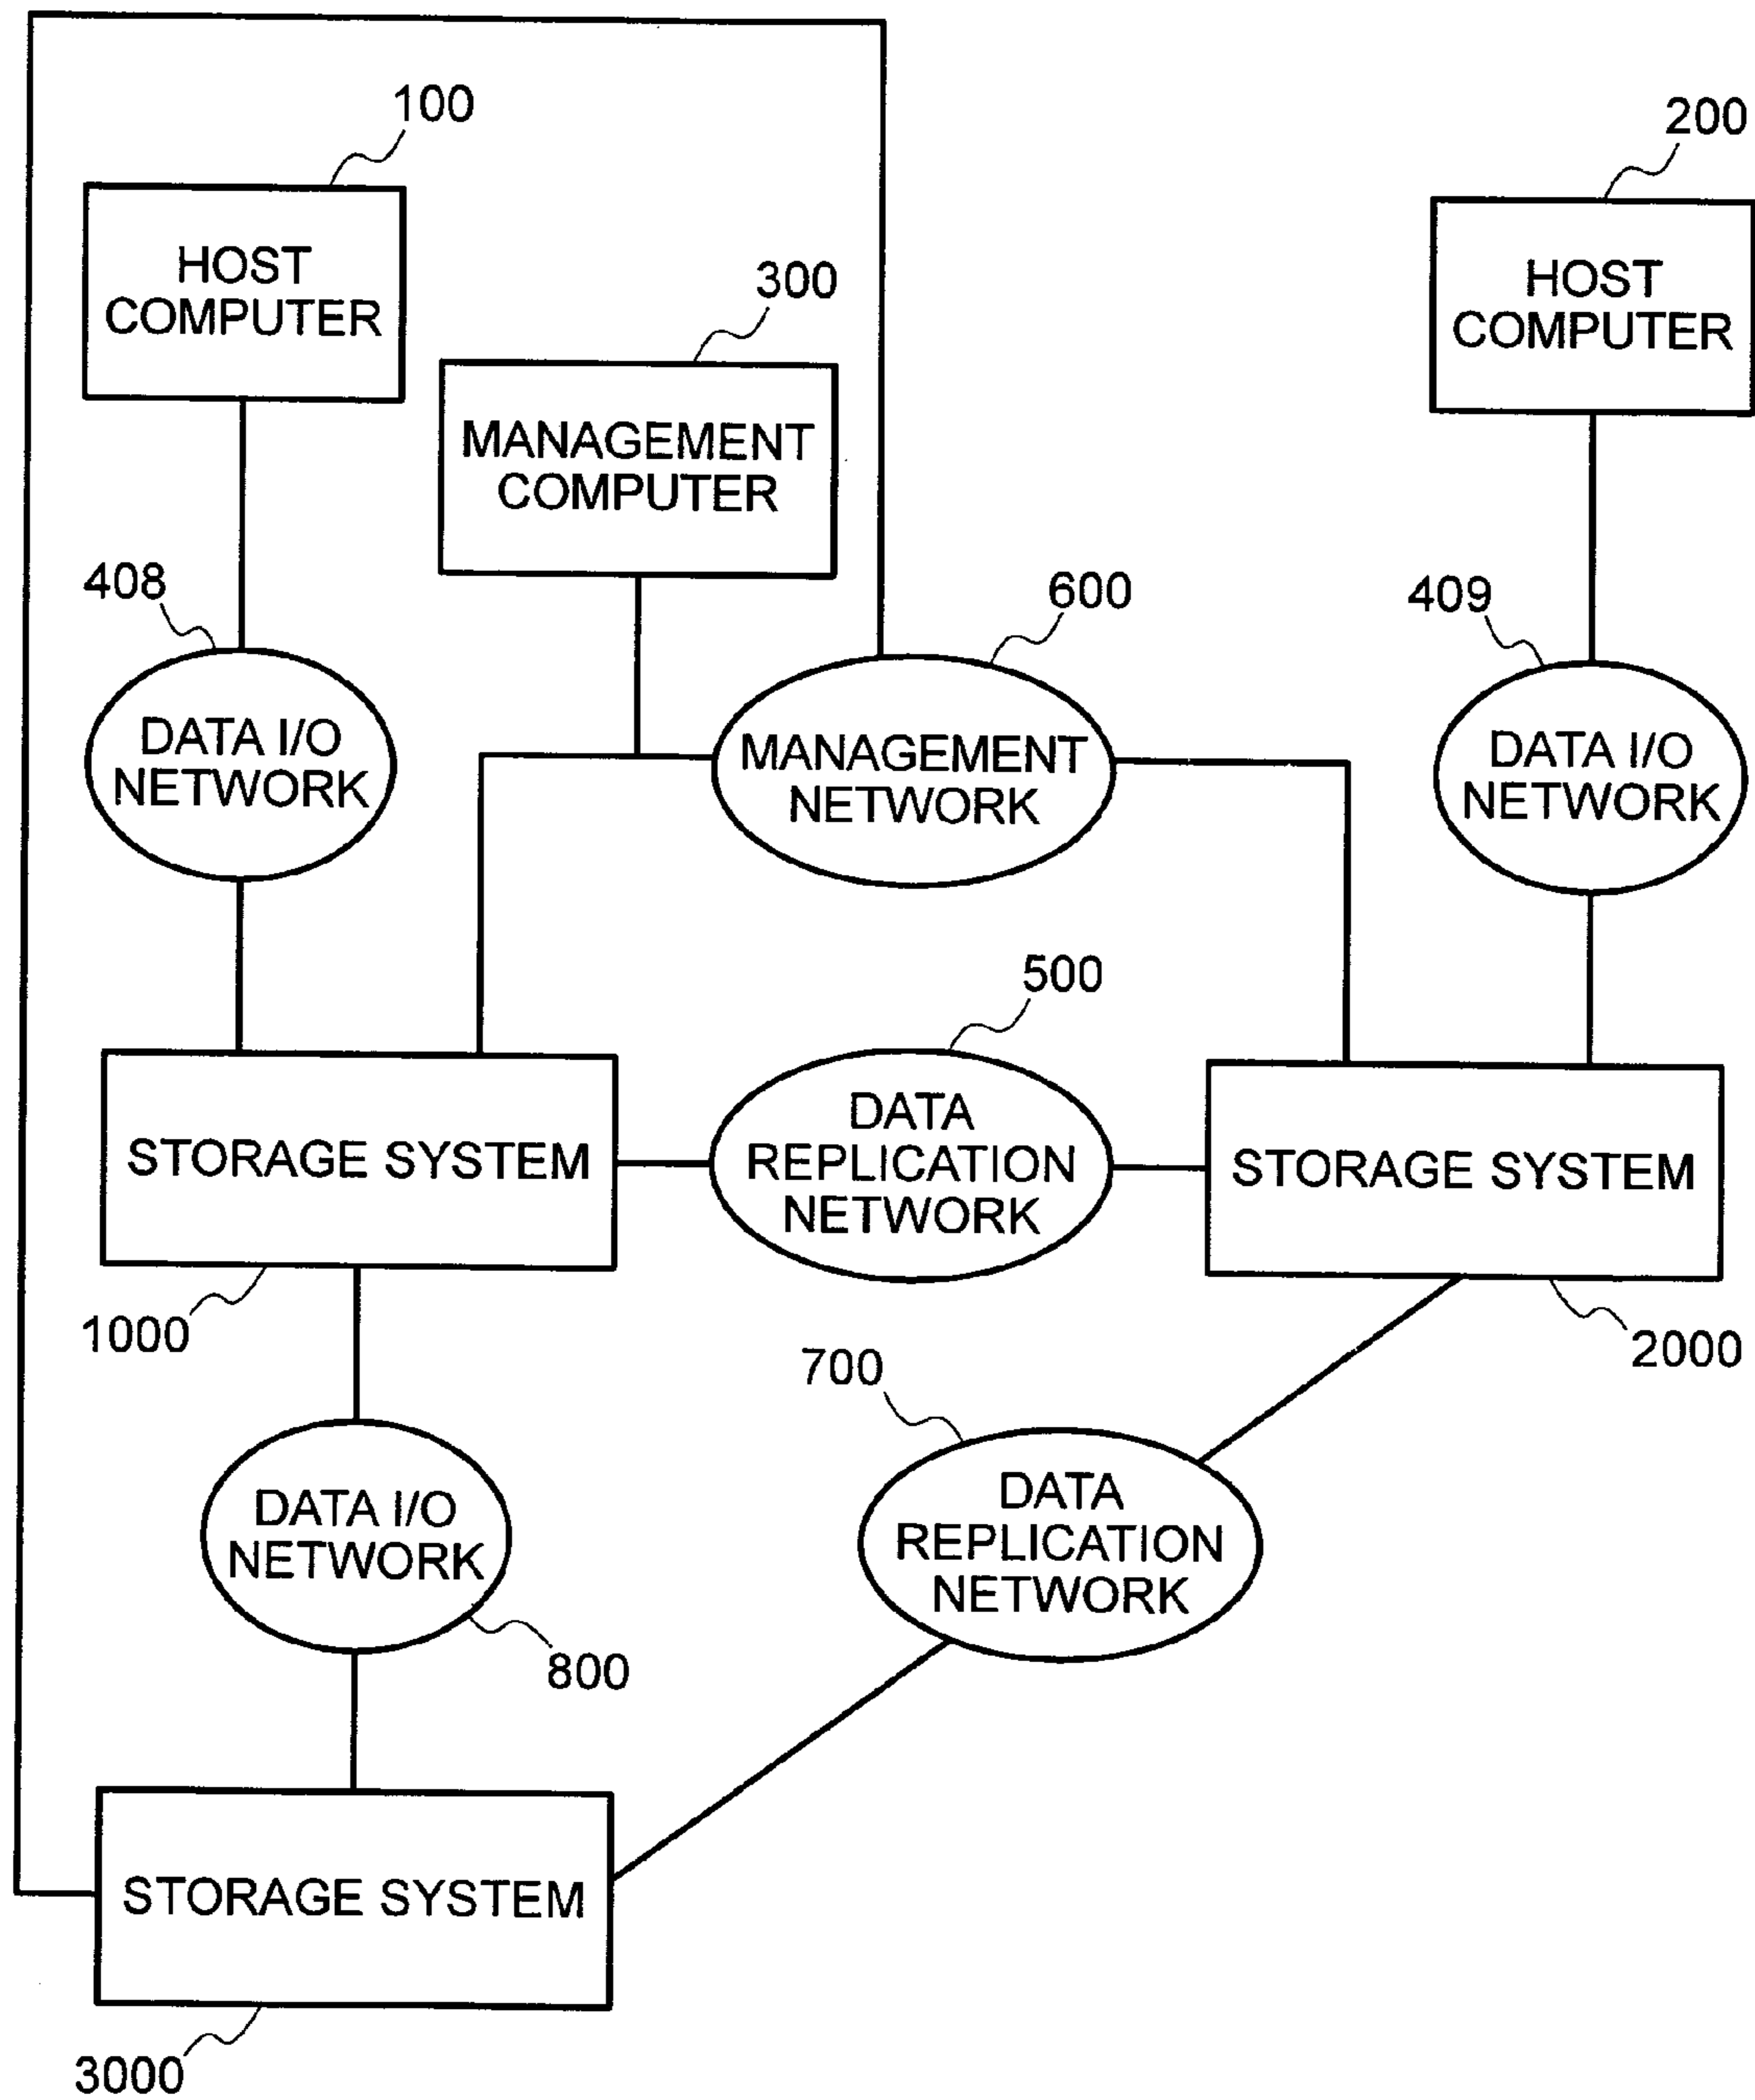 100
200
HOST
COMPUTER
300
HOST
COMPUTER
MANAGEMENT
COMPUTER
408
600
409
DATA I/O
NETWORK
MANAGEMENT
NETWORK
DATA I/O
NETWORK
500
STORAGE SYSTEM
DATA
REPLICATION
NETWORK
STORAGE SYSTEM
1000
2000
700
DATA I/O
NETWORK
DATA
REPLICATION
NETWORK
800
STORAGE SYSTEM
3000